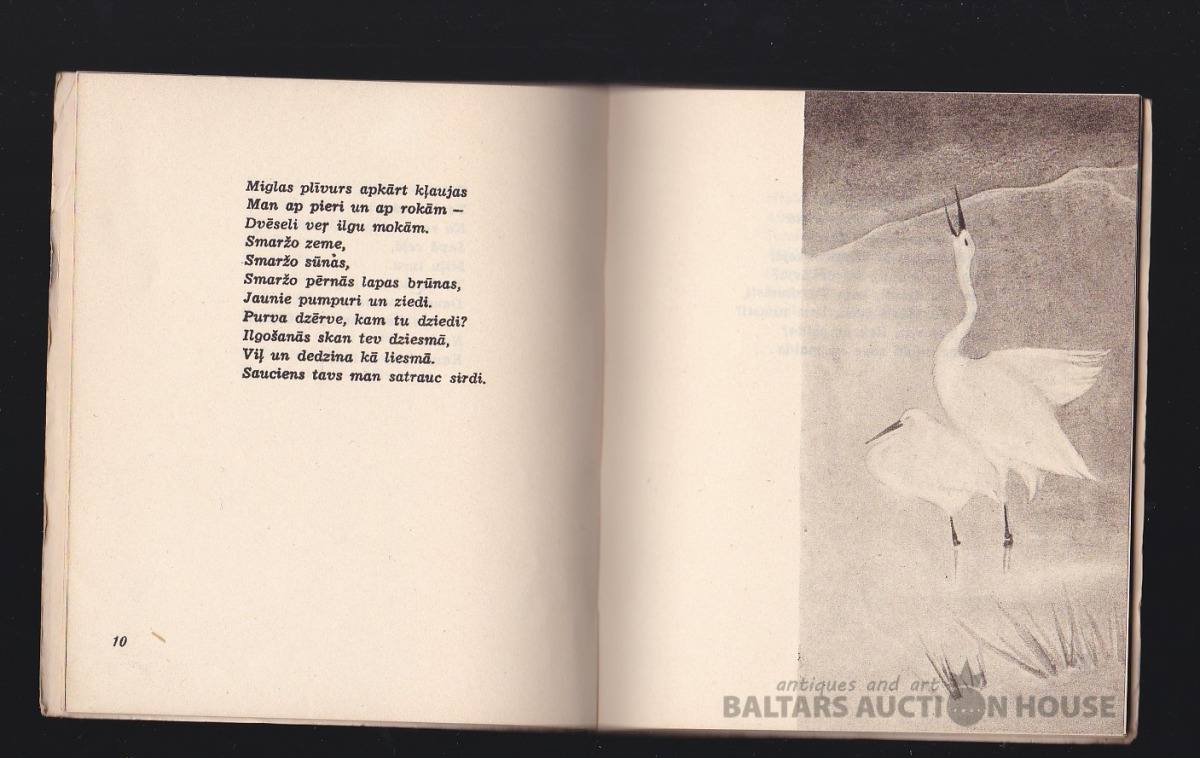 Miglas plīvurs apkārt kļaujas
Man ap pieri un ap rokām —
Dvēseli veŗ ilgu mokām.
Smaržo zeme,
Smaržo sūnas,
Smaržo pērnās lapas brūnas,
Jaunie pumpuri un ziedi.
Purva dzērve, kam tu dziedi?
Ilgošanās skan tev dziesmā,
Viļ un dedzina kā liesmā.
Sauciens tavs man satrauc sirdi.
10
antiques and art
BALTARS AUCTION HOUSE